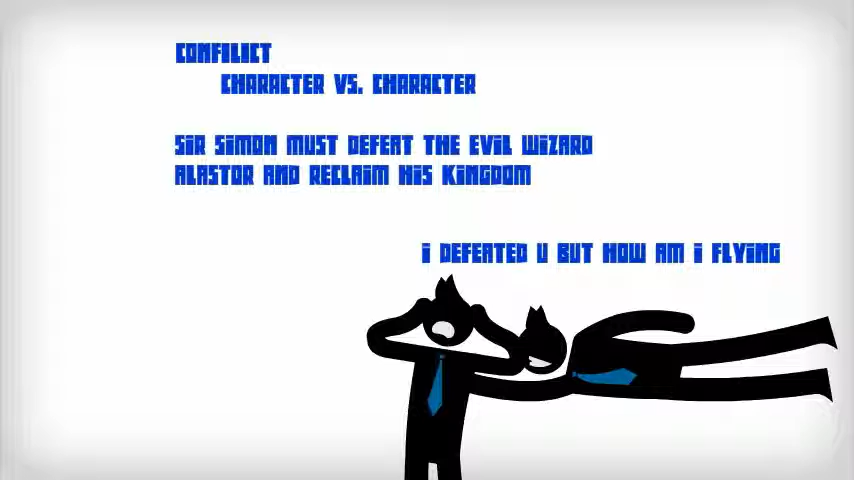 CONFILICT
CHARACTER VS. CHARACTER
SIR SIMON MUST DEFEAT THE EVIL WIZARD
ALASTOR AND RECLAIM HIS KINGDOM
I DEFEATED U BUT HOW AM I FLYING